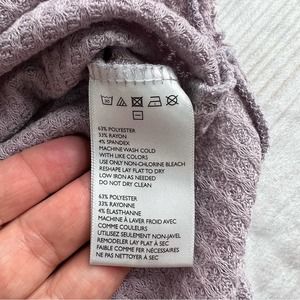 63% POLYESTER
33% RAYON
4% SPANDEX
MACHINE WASH COLD
WITH LIKE COLORS
USE ONLY NON-CHLORINE BLEACH
RESHAPE LAY FLAT TO DRY
LOW IRON AS NEEDED
DO NOT DRY CLEAN
63% POLYESTER
33% RAYONNE
4% ÉLASTHANNE
MACHINE À LAVER FROID AVEC
COMME COULEURS
UTILISEZ SEULEMENT NON-JAVEL
REMODELER LAY PLAT À SEC
FAIBLE COMME FER NÉCESSAIRES
NE PAS NETTOYER À SEC